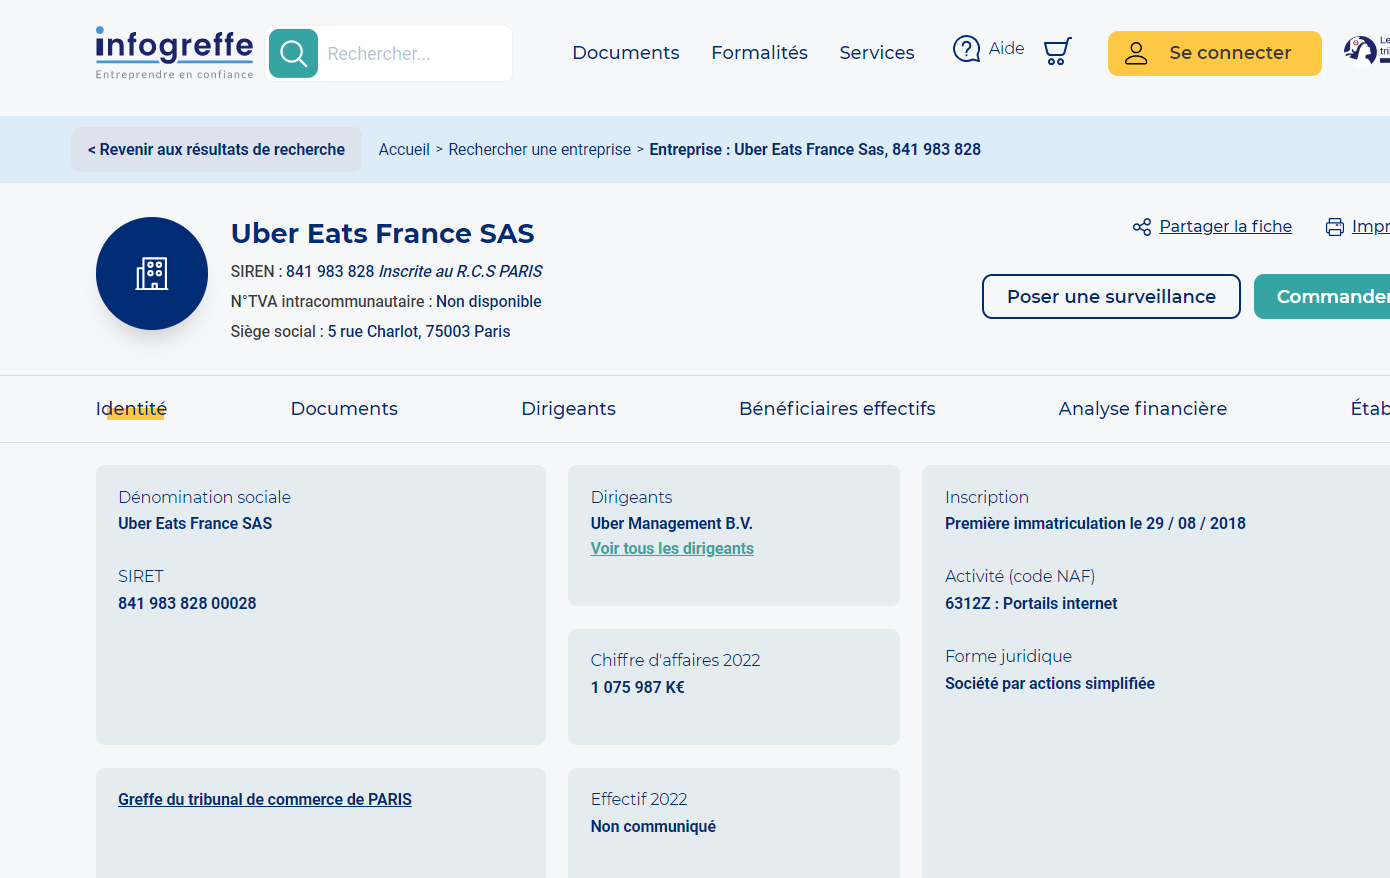 infogreffe
Entreprendre en confiance
Rechercher...
Documents
Formalités
Services
Aide
Se connecter
Le
tri
< Revenir aux résultats de recherche
Accueil > Rechercher une entreprise > Entreprise : Uber Eats France Sas, 841 983 828
Uber Eats France SAS
SIREN : 841 983 828 Inscrite au R.C.S PARIS
N°TVA intracommunautaire : Non disponible
Siège social : 5 rue Charlot, 75003 Paris
Partager la fiche
Impr
Poser une surveillance
Commander
Identité
Documents
Dirigeants
Bénéficiaires effectifs
Analyse financière
Étab
Dénomination sociale
Uber Eats France SAS
SIRET
841 983 828 00028
Greffe du tribunal de commerce de PARIS
Dirigeants
Uber Management B.V.
Voir tous les dirigeants
Chiffre d'affaires 2022
1 075 987 K€
Effectif 2022
Non communiqué
Inscription
Première immatriculation le 29 / 08 / 2018
Activité (code NAF)
6312Z : Portails internet
Forme juridique
Société par actions simplifiée